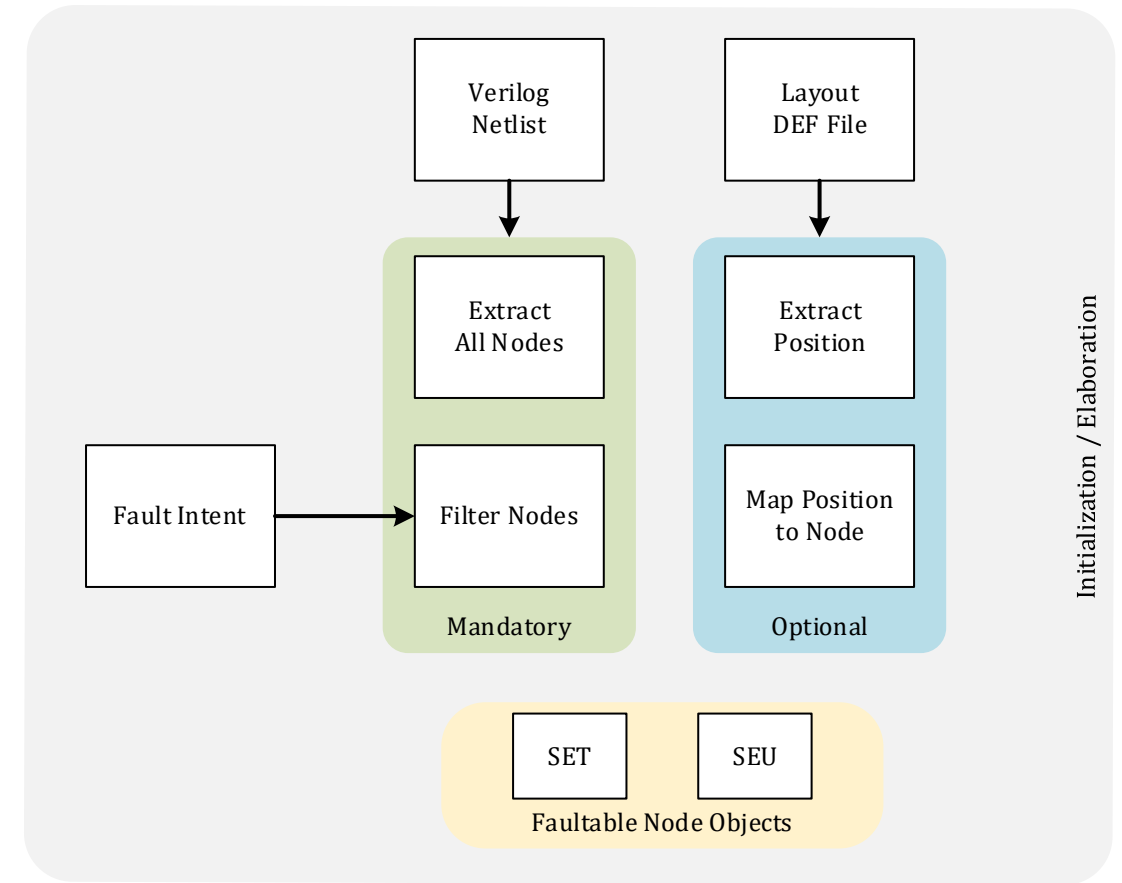 Verilog
Netlist
Layout
DEF File
Extract
All Nodes
Extract
Position
Fault Intent
Filter Nodes
Map Position
to Node
Mandatory
Optional
SET
SEU
Faultable Node Objects
Initialization / Elaboration